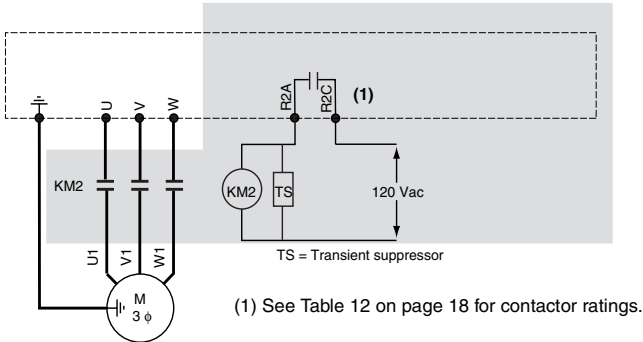 U
V
W
R2A
R2C
(1)
KM2
KM2
TS
120 Vac
U1
V1
W1
TS = Transient suppressor
M
3 ϕ
(1) See Table 12 on page 18 for contactor ratings.